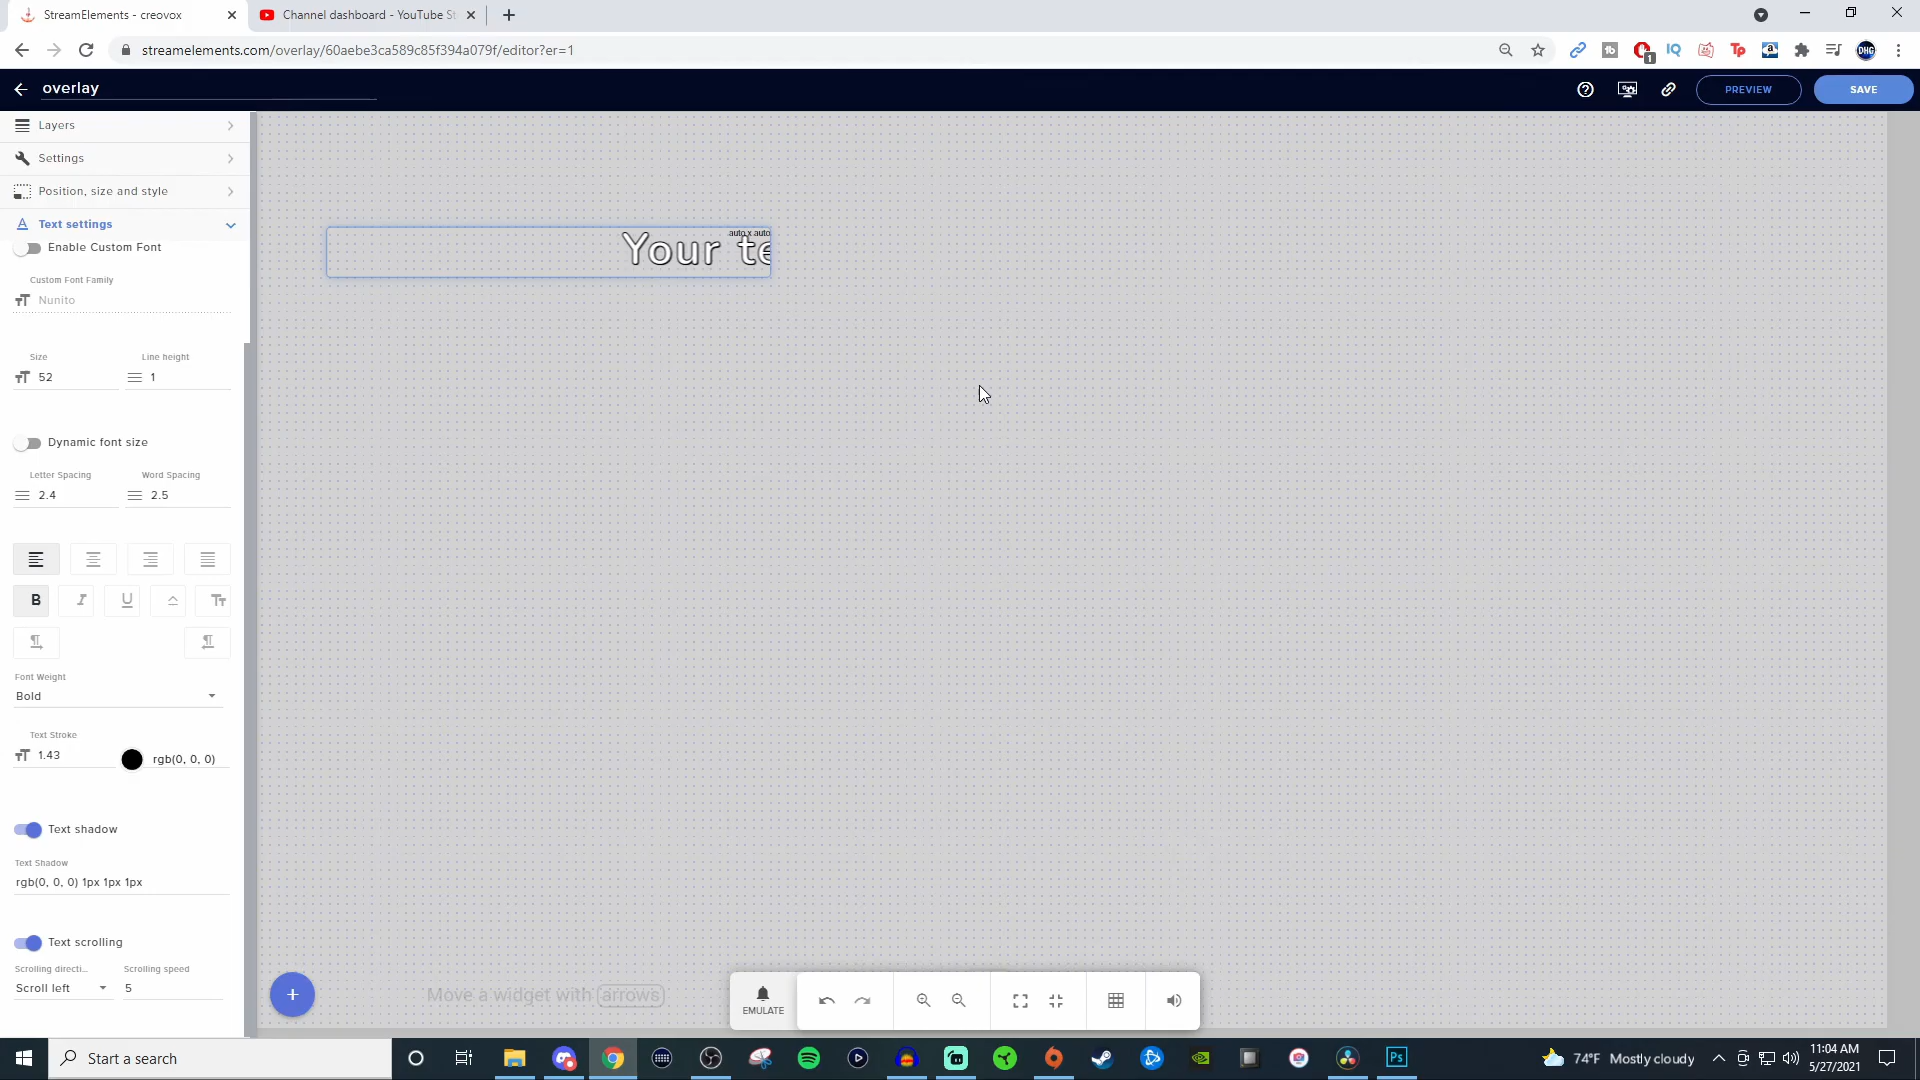 StreamElements - creovox
Channel dashboard - YouTube St
streamelements.com/overlay/60aebe3ca589c85f394a079f/editor?er=1
overlay
PREVIEW
SAVE
Layers
Settings
Position, size and style
Text settings
Enable Custom Font
Custom Font Family
Nunito
Size
Line height
52
1
Dynamic font size
Letter Spacing
Word Spacing
2.4
2.5
B
I
U
Tт
Font Weight
Bold
Text Stroke
1.43
rgb(0, 0, 0)
Text shadow
Text Shadow
rgb(0, 0, 0) 1px 1px 1px
Text scrolling
Scrolling directi...
Scrolling speed
Scroll left
5
auto x auto
Your te
Move a widget with arrows
EMULATE
Start a search
Ps
74°F Mostly cloudy
11:04 AM
5/27/2021